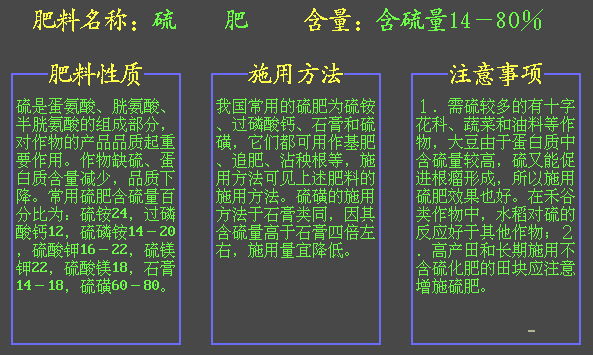 肥料名称：硫　　肥　　含量：含硫量14－80％
肥料性质
硫是蛋氨酸、胱氨酸、
半胱氨酸的组成部分，
对作物的产品品质起重
要作用。作物缺硫、蛋
白质含量减少，品质下
降。常用硫肥含硫量百
分比为：硫铵24，过磷
酸钙12，硫磷铵14－20
，硫酸钾16－22，硫镁
钾22，硫酸镁18，石膏
14－18，硫磺60－80。
施用方法
我国常用的硫肥为硫铵
、过磷酸钙、石膏和硫
磺，它们都可用作基肥
、追肥、沾秧根等，施
用方法可见上述肥料的
施用方法。硫磺的施用
方法于石膏类同，因其
含硫量高于石膏四倍左
右，施用量宜降低。
注意事项
１．需硫较多的有十字
花科、蔬菜和油料等作
物，大豆由于蛋白质中
含硫量较高，硫又能促
进根瘤形成，所以施用
硫肥效果也好。在禾谷
类作物中，水稻对硫的
反应好于其他作物；２
．高产田和长期施用不
含硫化肥的田块应注意
增施硫肥。